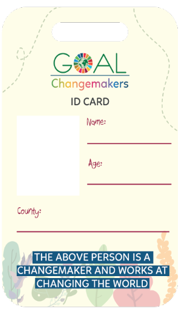 GOAL
Changemakers
ID CARD
Name:
Age:
County:
THE ABOVE PERSON IS A
CHANGEMAKER AND WORKS AT
CHANGING THE WORLD